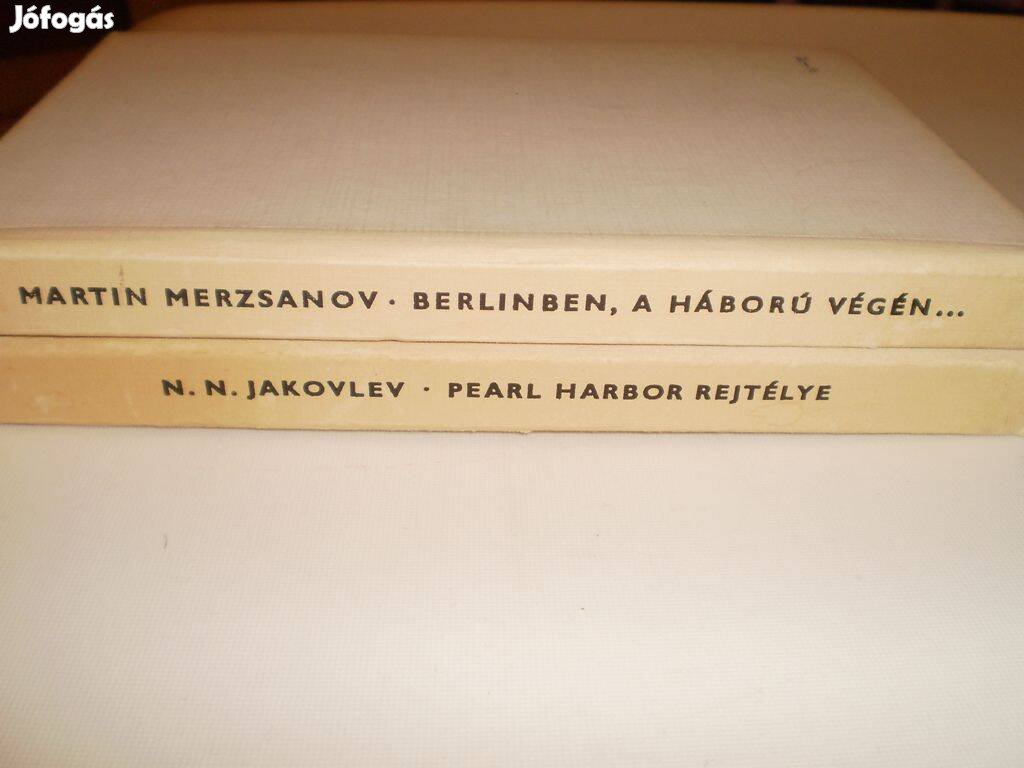 Jófogás
MARTIN MERZSANOV · BERLINBEN, A HÁBORÚ VÉGÉN...
N. N. JAKOVLEV · PEARL HARBOR REJTÉLYE